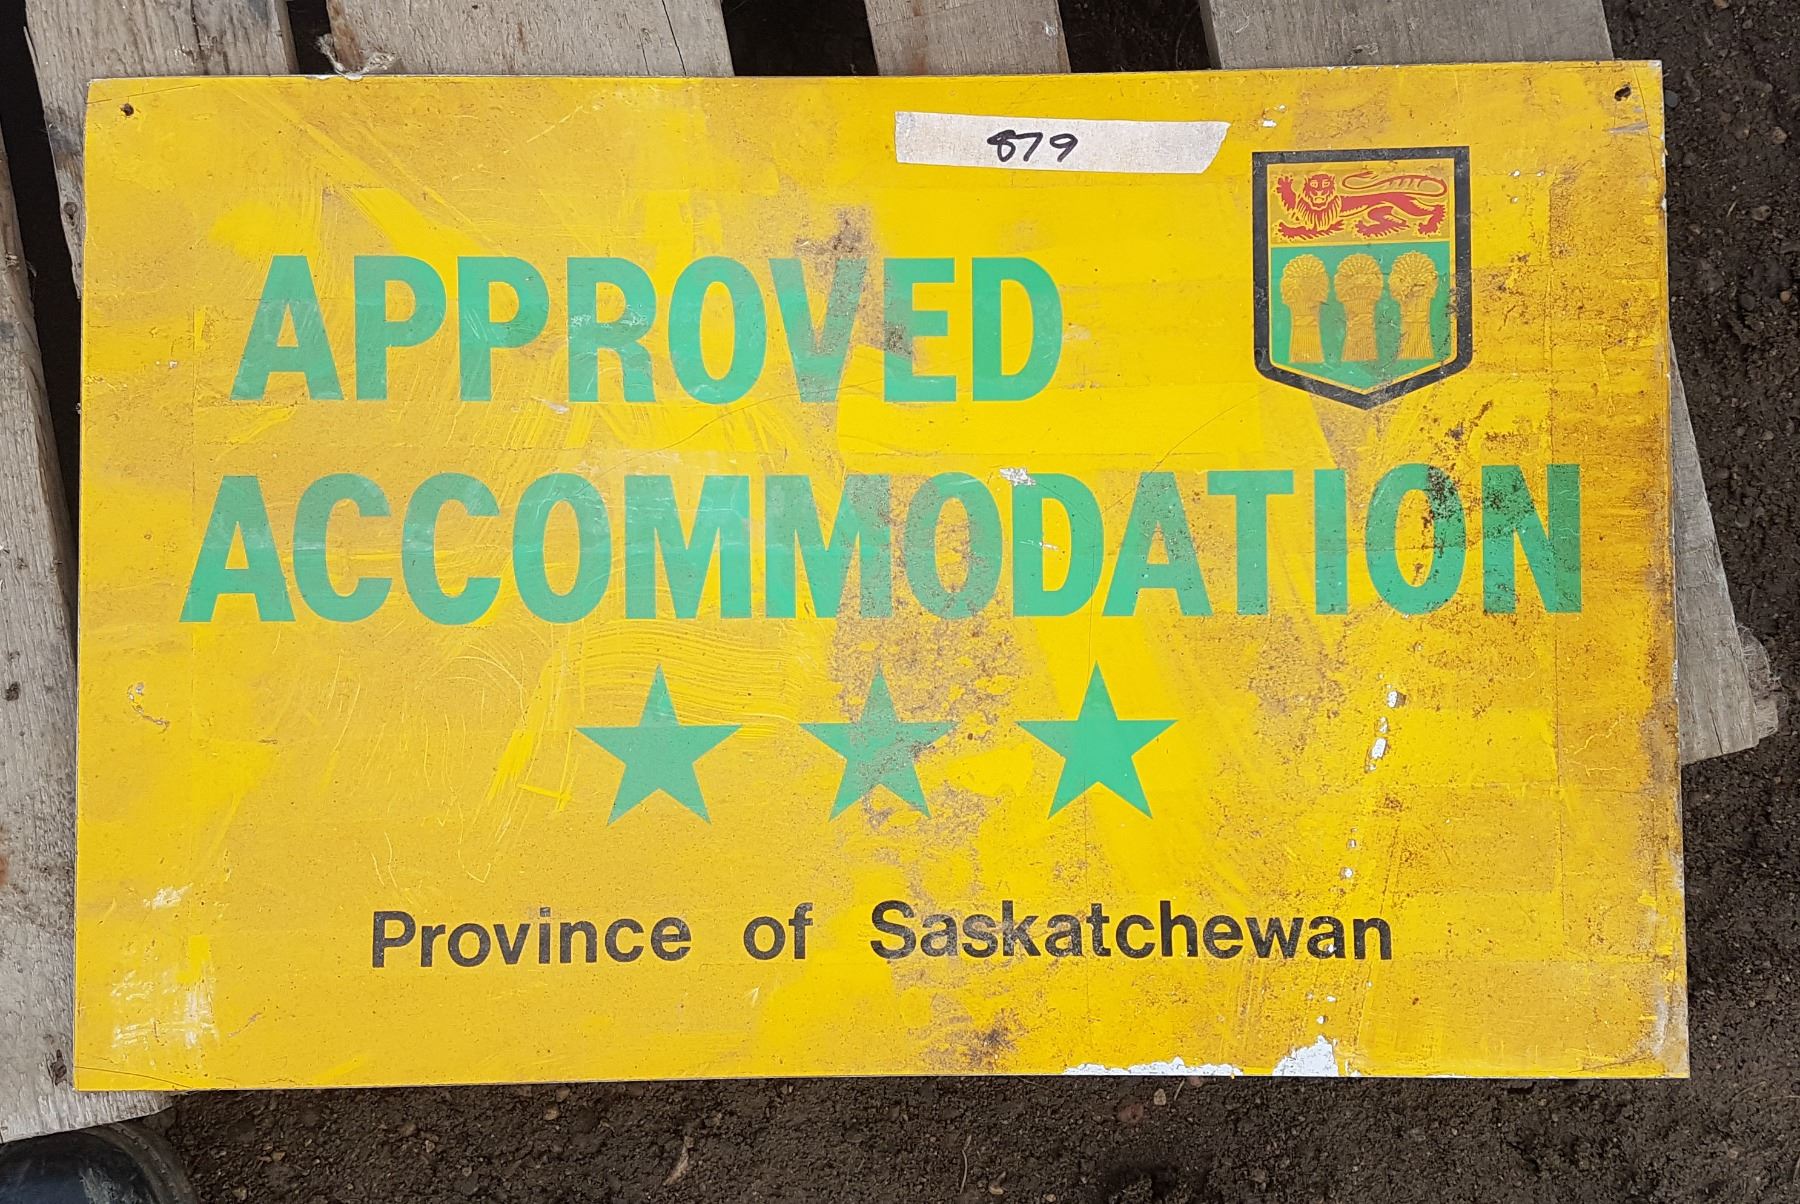 879
APPROVED
ACCOMMODATION
Province of Saskatchewan